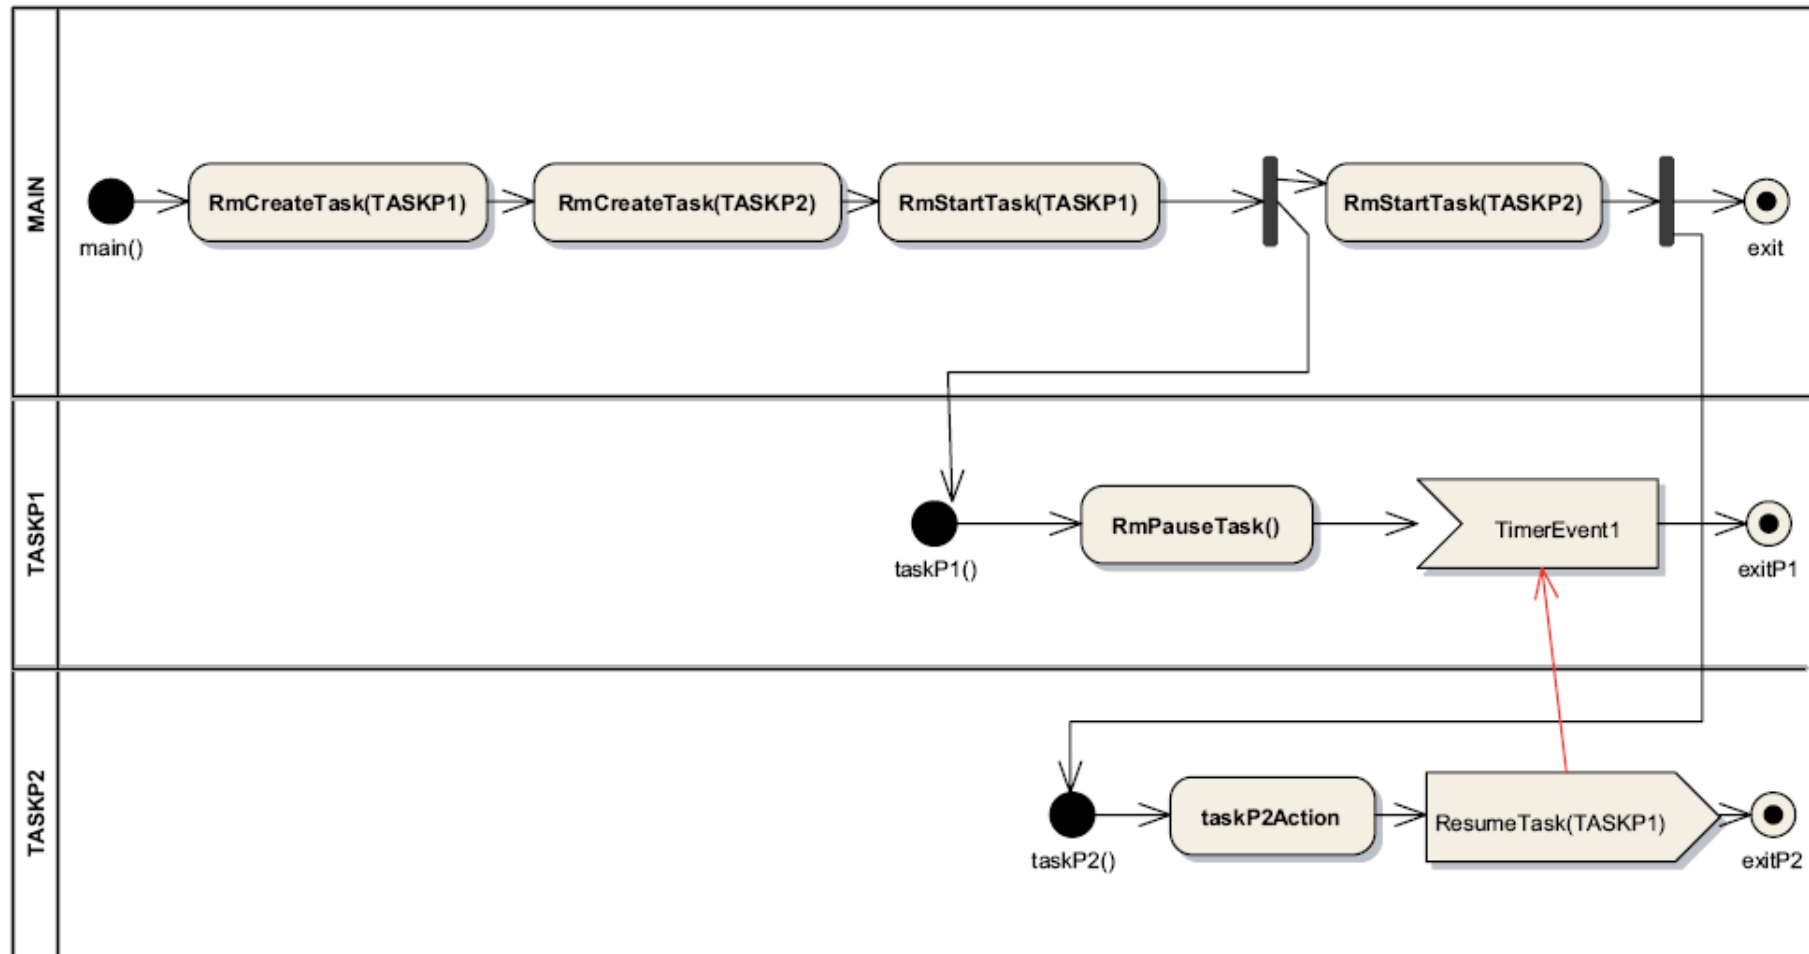 MAIN
RmCreateTask(TASKP1)
RmCreateTask(TASKP2)
RmStartTask(TASKP1)
RmStartTask(TASKP2)
main()
exit
TASKP1
RmPauseTask()
TimerEvent1
taskP1()
exitP1
TASKP2
taskP2Action
ResumeTask(TASKP1)
taskP2()
exitP2